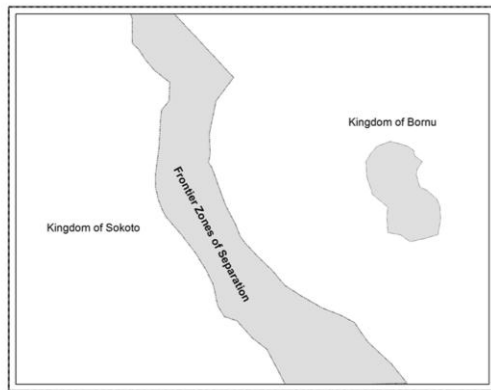 Kingdom of Bornu
Frontier Zones of Separation
Kingdom of Sokoto